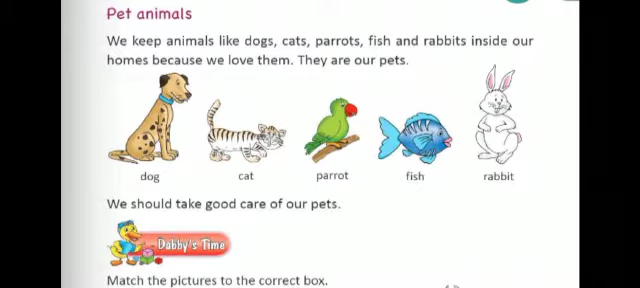 Pet animals
We keep animals like dogs, cats, parrots, fish and rabbits inside our
homes because we love them. They are our pets.
dog
cat
parrot
fish
rabbit
We should take good care of our pets.
Dabby's Time
Match the pictures to the correct box.